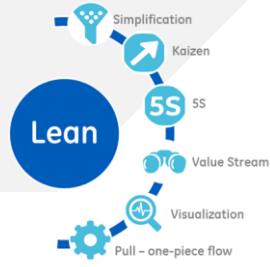 Simplification
Kaizen
5S
5S
Lean
Value Stream
Visualization
Pull – one-piece flow